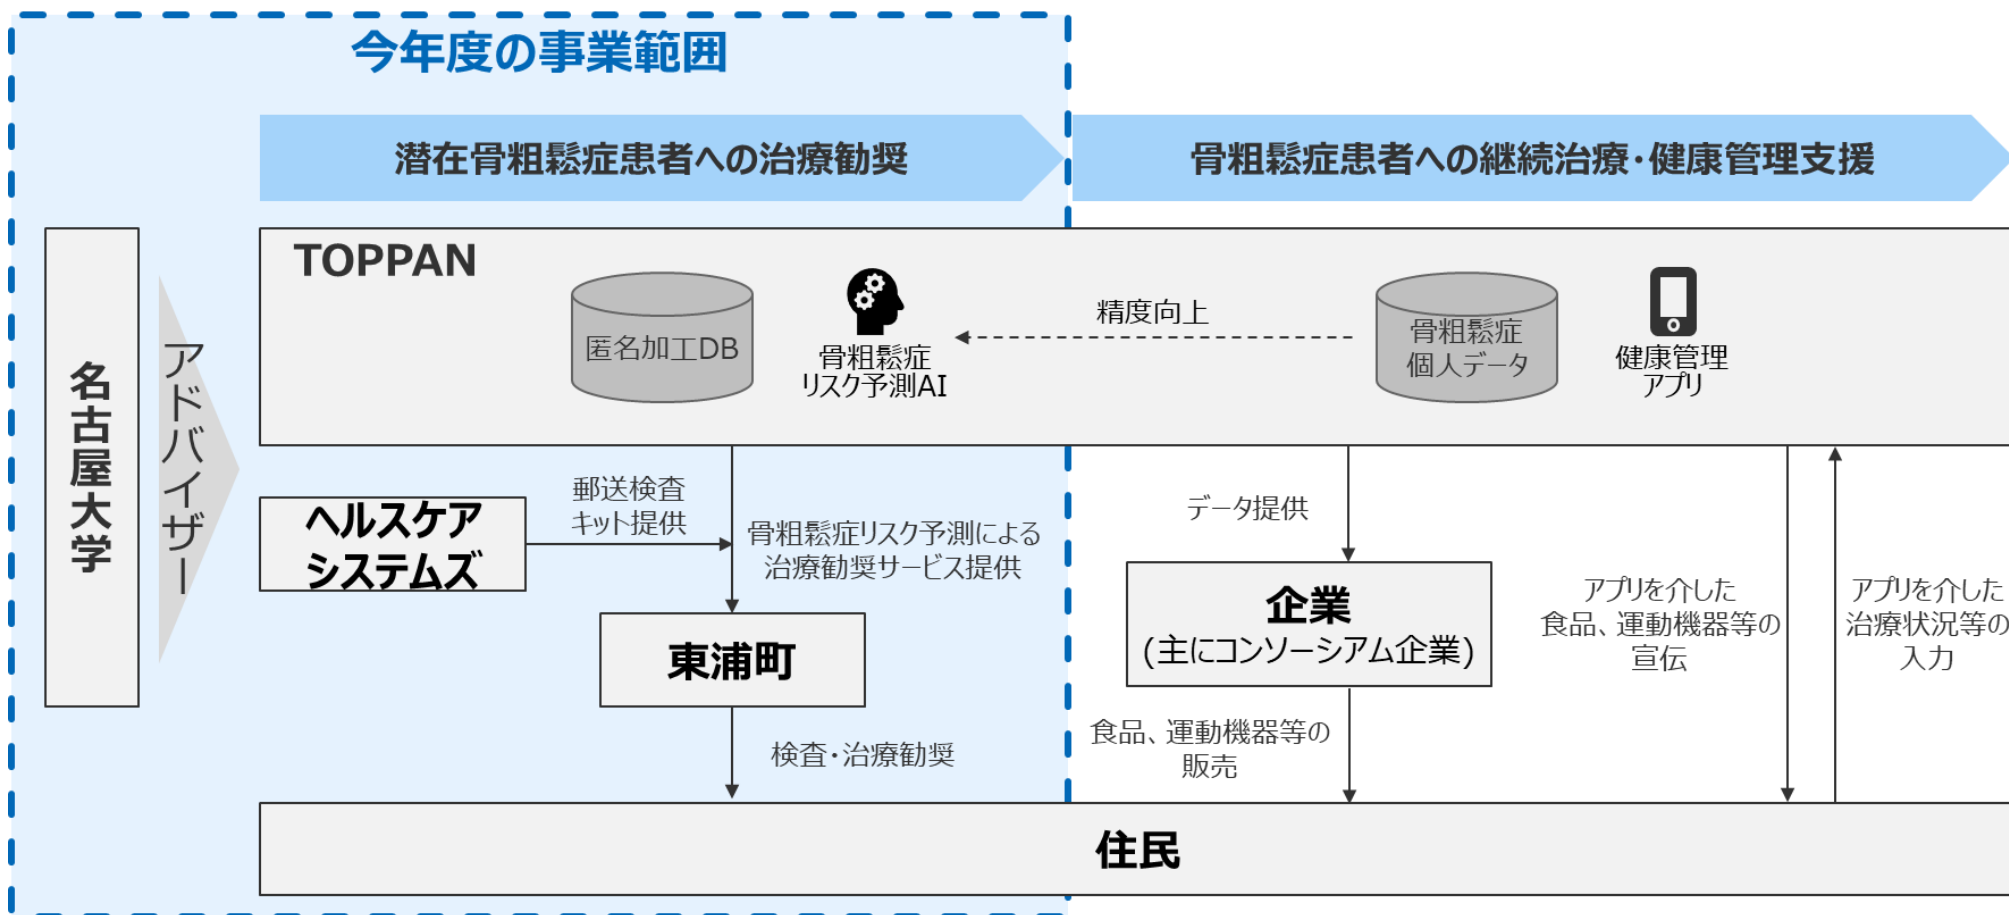 今年度の事業範囲
潜在骨粗鬆症患者への治療勧奨
骨粗鬆症患者への継続治療・健康管理支援
名古屋大学
アドバイザー
TOPPAN
匿名加工DB
骨粗鬆症
リスク予測AI
精度向上
骨粗鬆症
個人データ
健康管理
アプリ
ヘルスケア
システムズ
郵送検査
キット提供
骨粗鬆症リスク予測による
治療勧奨サービス提供
東浦町
検査・治療勧奨
データ提供
企業
(主にコンソーシアム企業)
食品、運動機器等の
販売
アプリを介した
食品、運動機器等の
宣伝
アプリを介した
治療状況等の
入力
住民